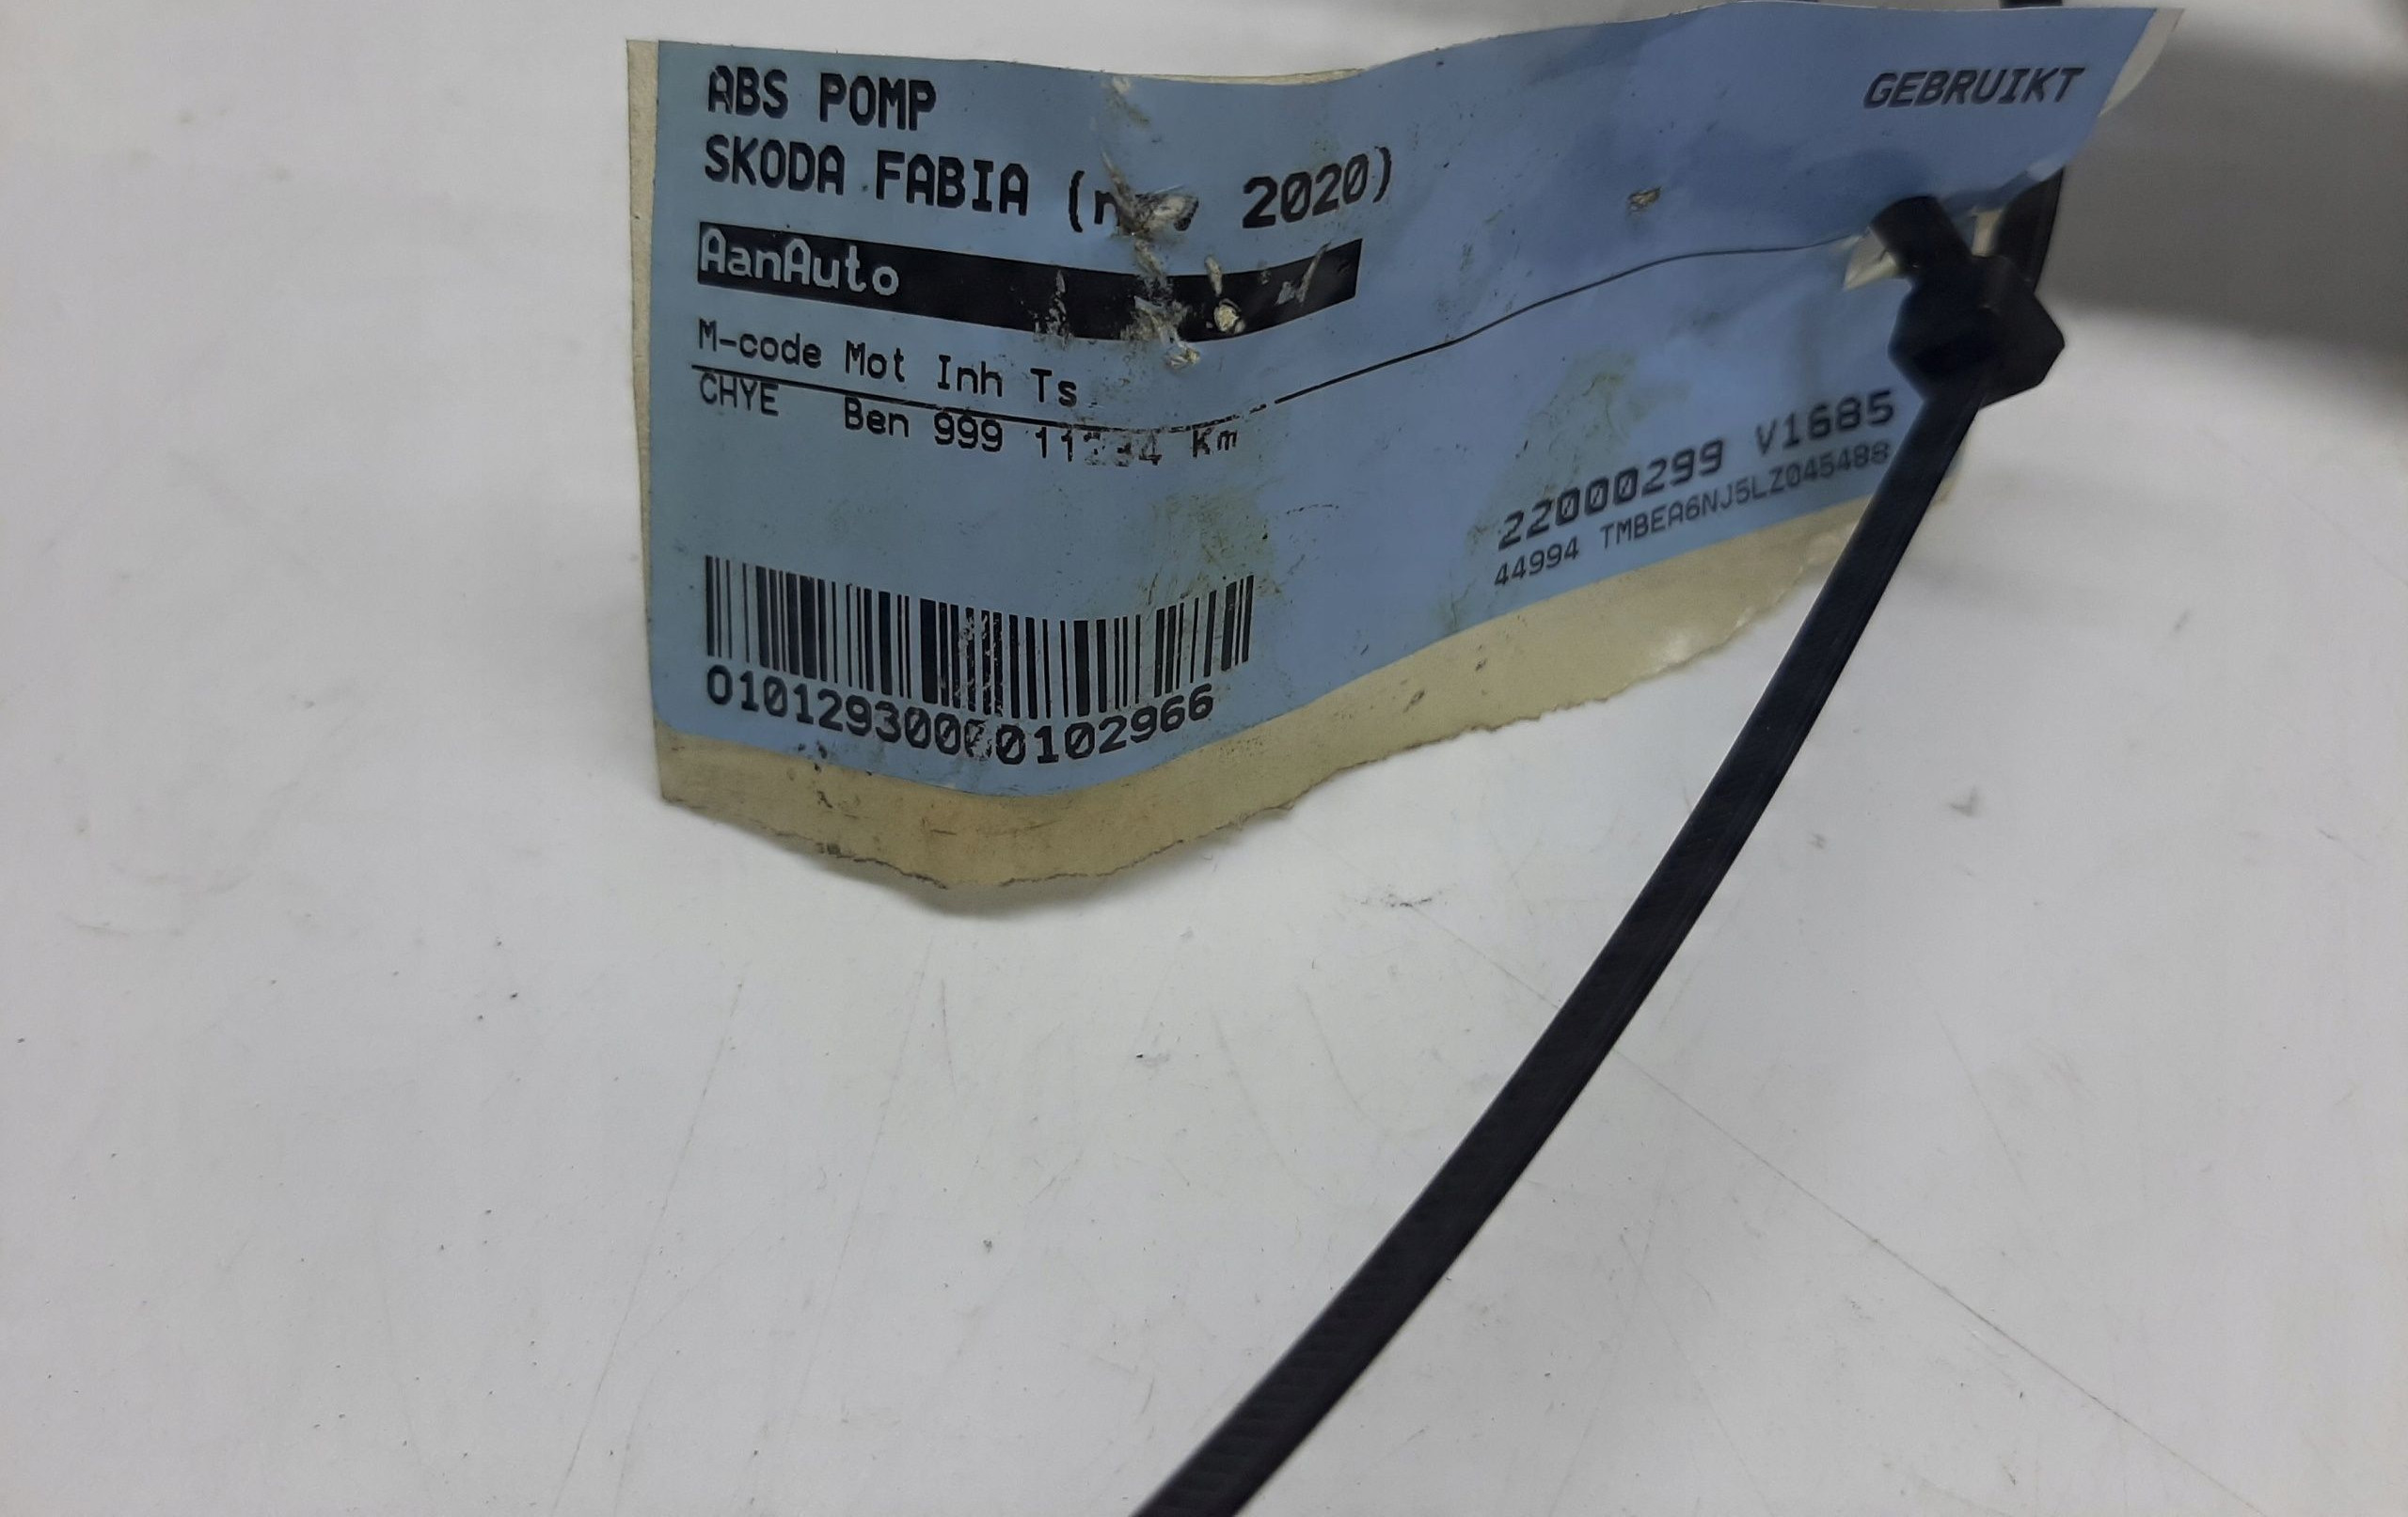 ABS POMP
GEBRUIKT
SKODA FABIA 2020)
AanAuto
M-code Mot Inh Ts
CHYE Ben 999 Km
22000299 V1685
44994 TMBEA6NJ5LZ045488